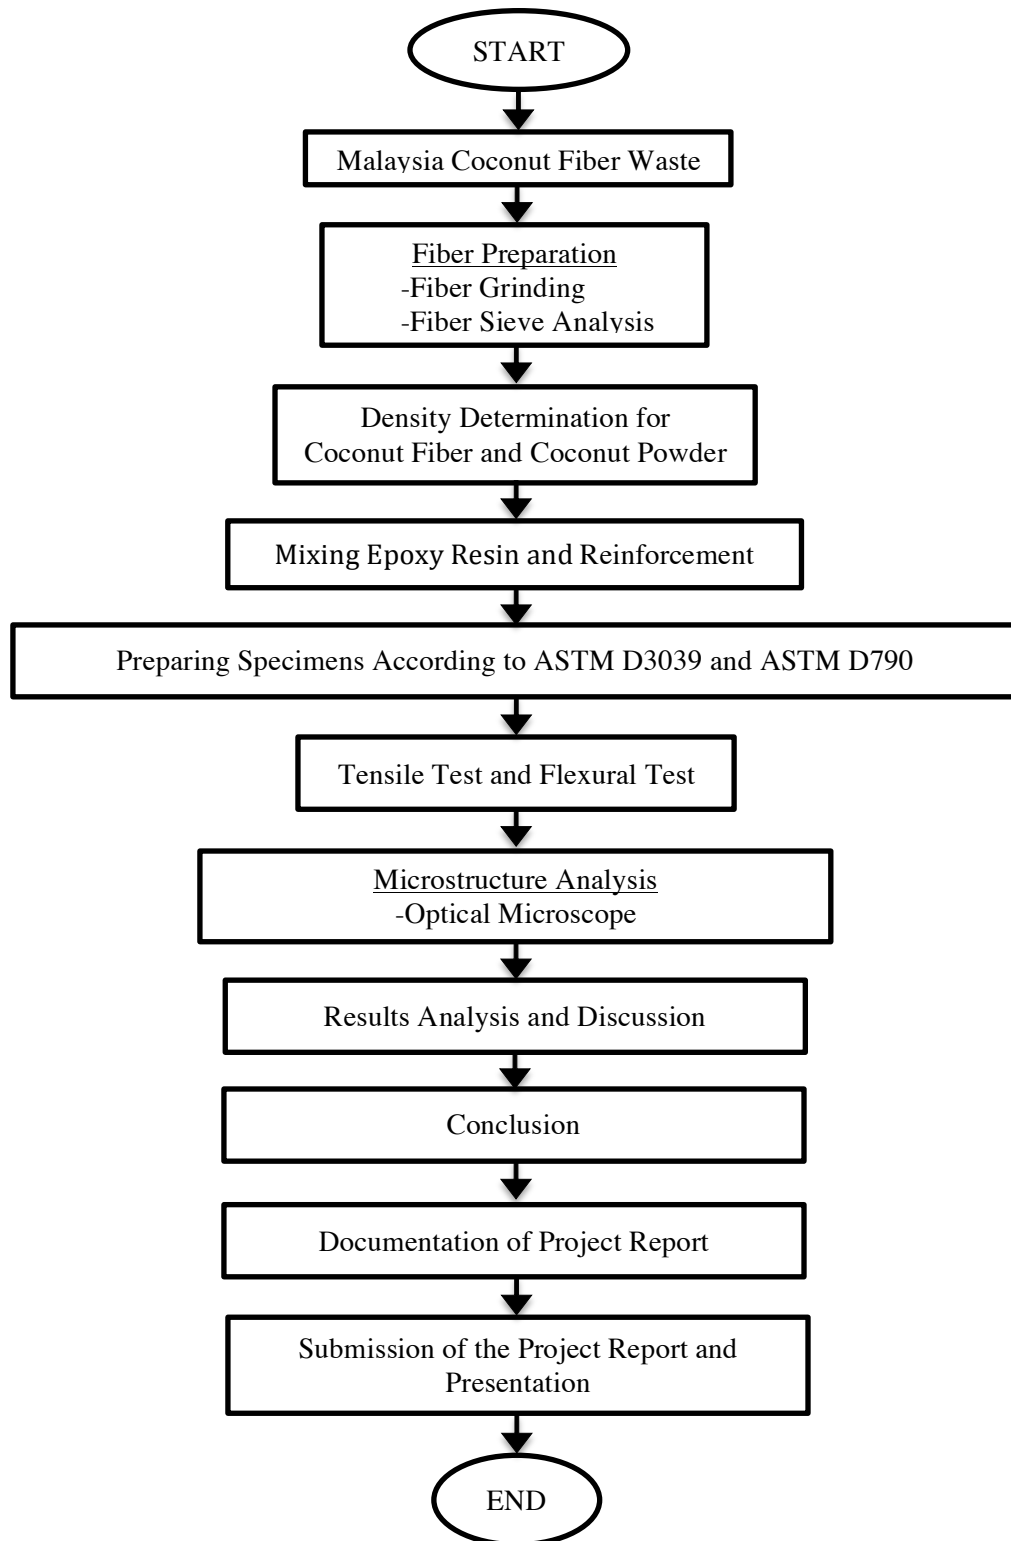 START
Malaysia Coconut Fiber Waste
Fiber Preparation
-Fiber Grinding
-Fiber Sieve Analysis
Density Determination for
Coconut Fiber and Coconut Powder
Mixing Epoxy Resin and Reinforcement
Preparing Specimens According to ASTM D3039 and ASTM D790
Tensile Test and Flexural Test
Microstructure Analysis
-Optical Microscope
Results Analysis and Discussion
Conclusion
Documentation of Project Report
Submission of the Project Report and
Presentation
END